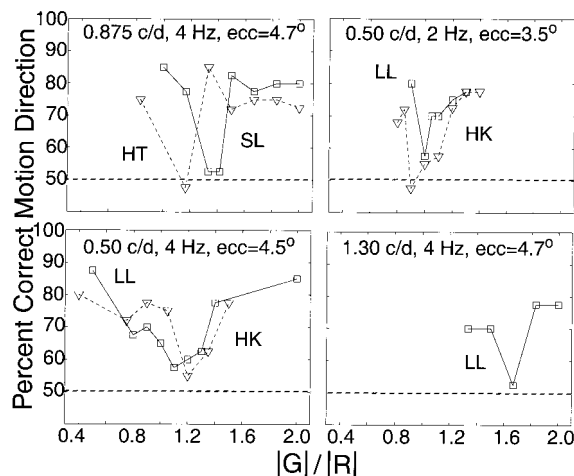 Percent Correct Motion Direction
100
90
80
70
60
50
0.875 c/d, 4 Hz, ecc=4.7°
HT
SL
0.50 c/d, 2 Hz, ecc=3.5°
LL
HK
100
90
80
70
60
50
0.50 c/d, 4 Hz, ecc=4.5°
LL
HK
1.30 c/d, 4 Hz, ecc=4.7°
LL
0.4 0.8 1.2 1.6 2.0
0.4 0.8 1.2 1.6 2.0
|G| / |R|